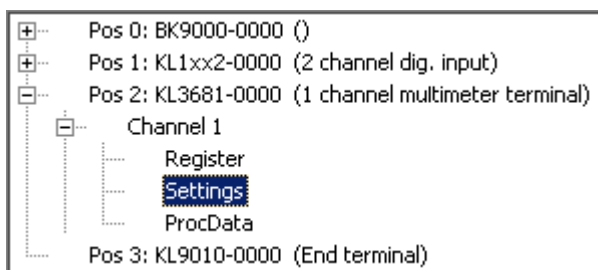 Pos 0: BK9000-0000 ()
Pos 1: KL1xx2-0000 (2 channel dig. input)
Pos 2: KL3681-0000 (1 channel multimeter terminal)
Channel 1
Register
Settings
ProcData
Pos 3: KL9010-0000 (End terminal)